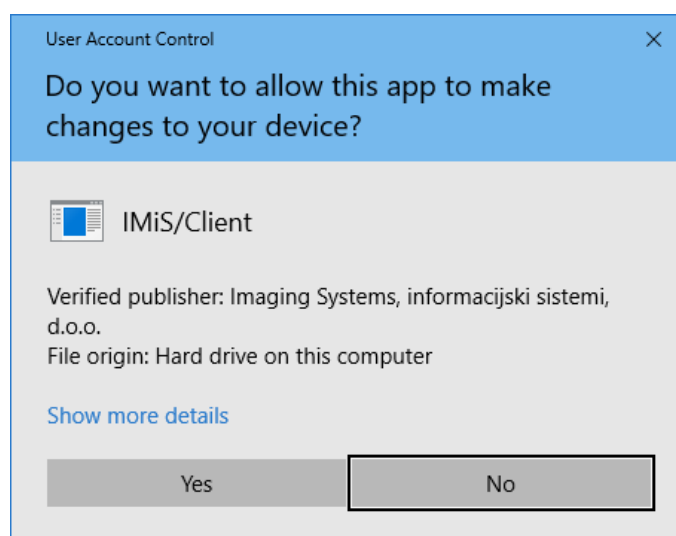 User Account Control
Do you want to allow this app to make
changes to your device?
IMiS/Client
Verified publisher: Imaging Systems, informacijski sistemi,
d.o.o.
File origin: Hard drive on this computer
Show more details
Yes
No